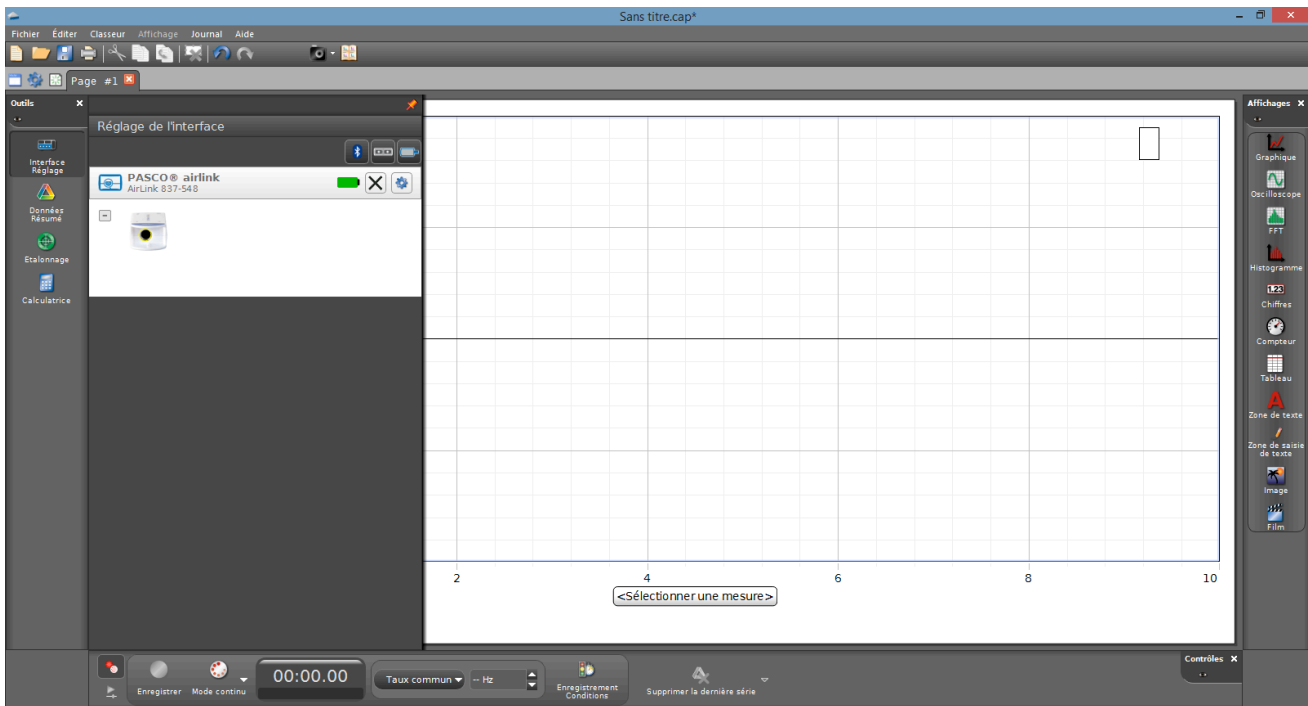 Sans titre.cap*
Fichier Éditer Classeur Affichage Journal Aide
Page #1
Outils
Réglage de l'interface
Interface
Réglage
PASCO® airlink
AirLink 837-548
Données
Résumé
Etalonnage
Calculatrice
2 4 6 8 10
<Sélectionner une mesure>
Affichages
Graphique
Oscilloscope
FFT
Histogramme
1.23
Chiffres
Compteur
Tableau
A
Zone de texte
Zone de saisie
de texte
Image
Film
Contrôles
Enregistrer
Mode continu
00:00.00
Taux commun
-- Hz
Enregistrement
Conditions
Supprimer la dernière série